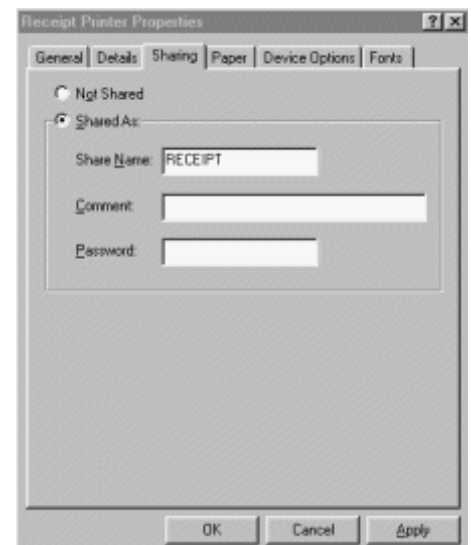 Receipt Printer Properties
General Details Sharing Paper Device Options Fonts
Not Shared
Shared As:
Share Name: RECEIPT
Comment:
Password:
OK Cancel Apply